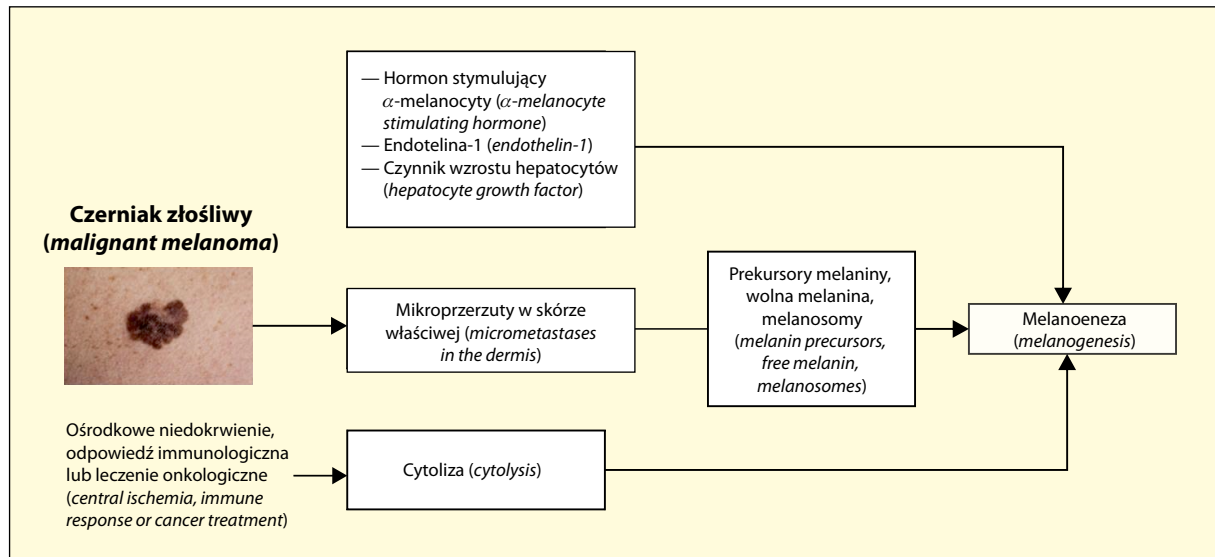 — Hormon stymulujący
α-melanocyty (α-melanocyte
stimulating hormone)
— Endotelina-1 (endothelin-1)
— Czynnik wzrostu hepatocytów
(hepatocyte growth factor)
Czerniak złośliwy
(malignant melanoma)
Mikroprzerzuty w skórze
właściwej (micrometastases
in the dermis)
Prekursory melaniny,
wolna melanina,
melanosomy
(melanin precursors,
free melanin,
melanosomes)
Melanoeneza
(melanogenesis)
Ośrodkowe niedokrwienie,
odpowiedź immunologiczna
lub leczenie onkologiczne
(central ischemia, immune
response or cancer treatment)
Cytoliza (cytolysis)